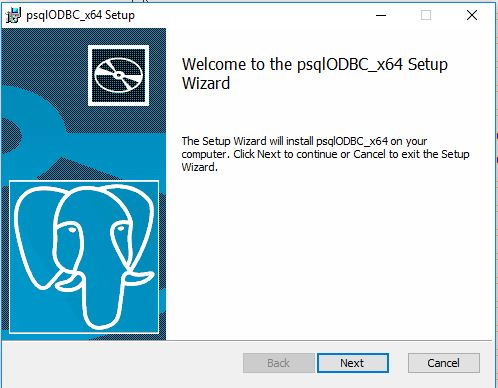 psqlODBC_x64 Setup
Welcome to the psqlODBC_x64 Setup
Wizard
The Setup Wizard will install psqlODBC_x64 on your
computer. Click Next to continue or Cancel to exit the Setup
Wizard.
Back
Next
Cancel